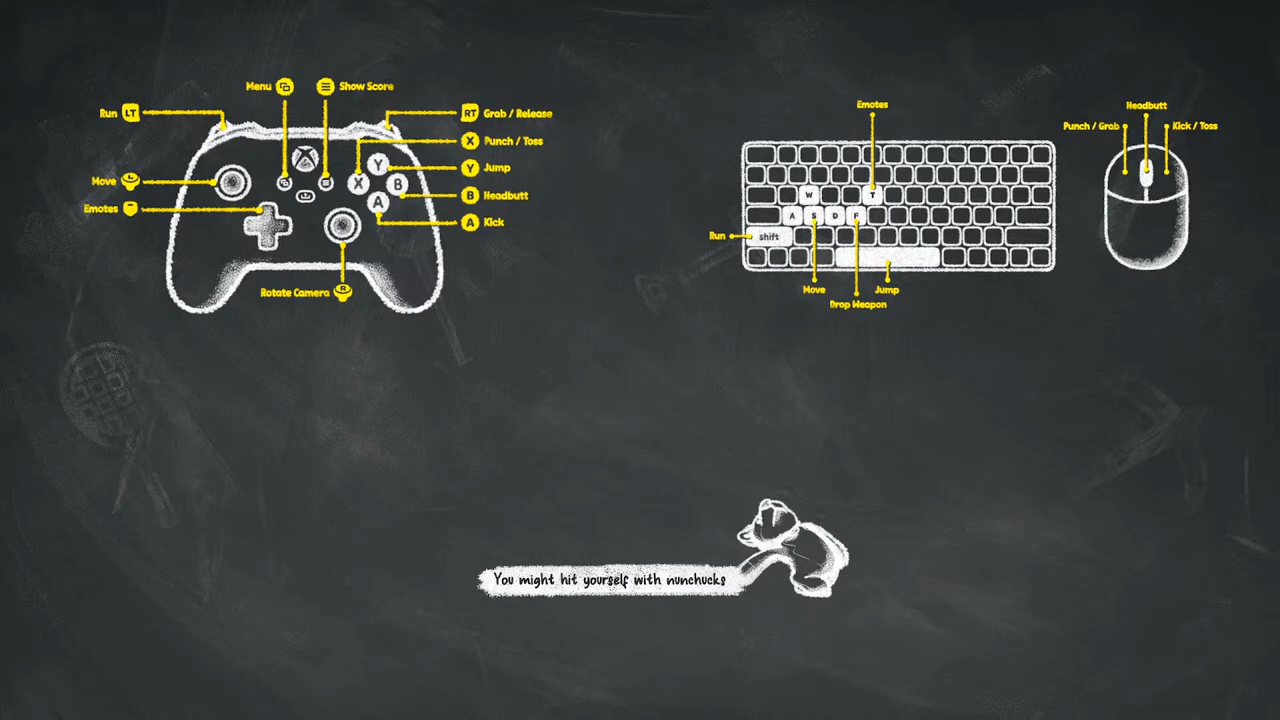 Menu
Show Score
Run LT
RT Grab / Release
X Punch / Toss
Y Jump
B Headbutt
A Kick
Move L
Emotes
Rotate Camera R
Y
X
B
A
Emotes
W
T
A
S
D
F
Run
shift
Move
Jump
Drop Weapon
Headbutt
Punch / Grab
Kick / Toss
You might hit yourself with nunchucks